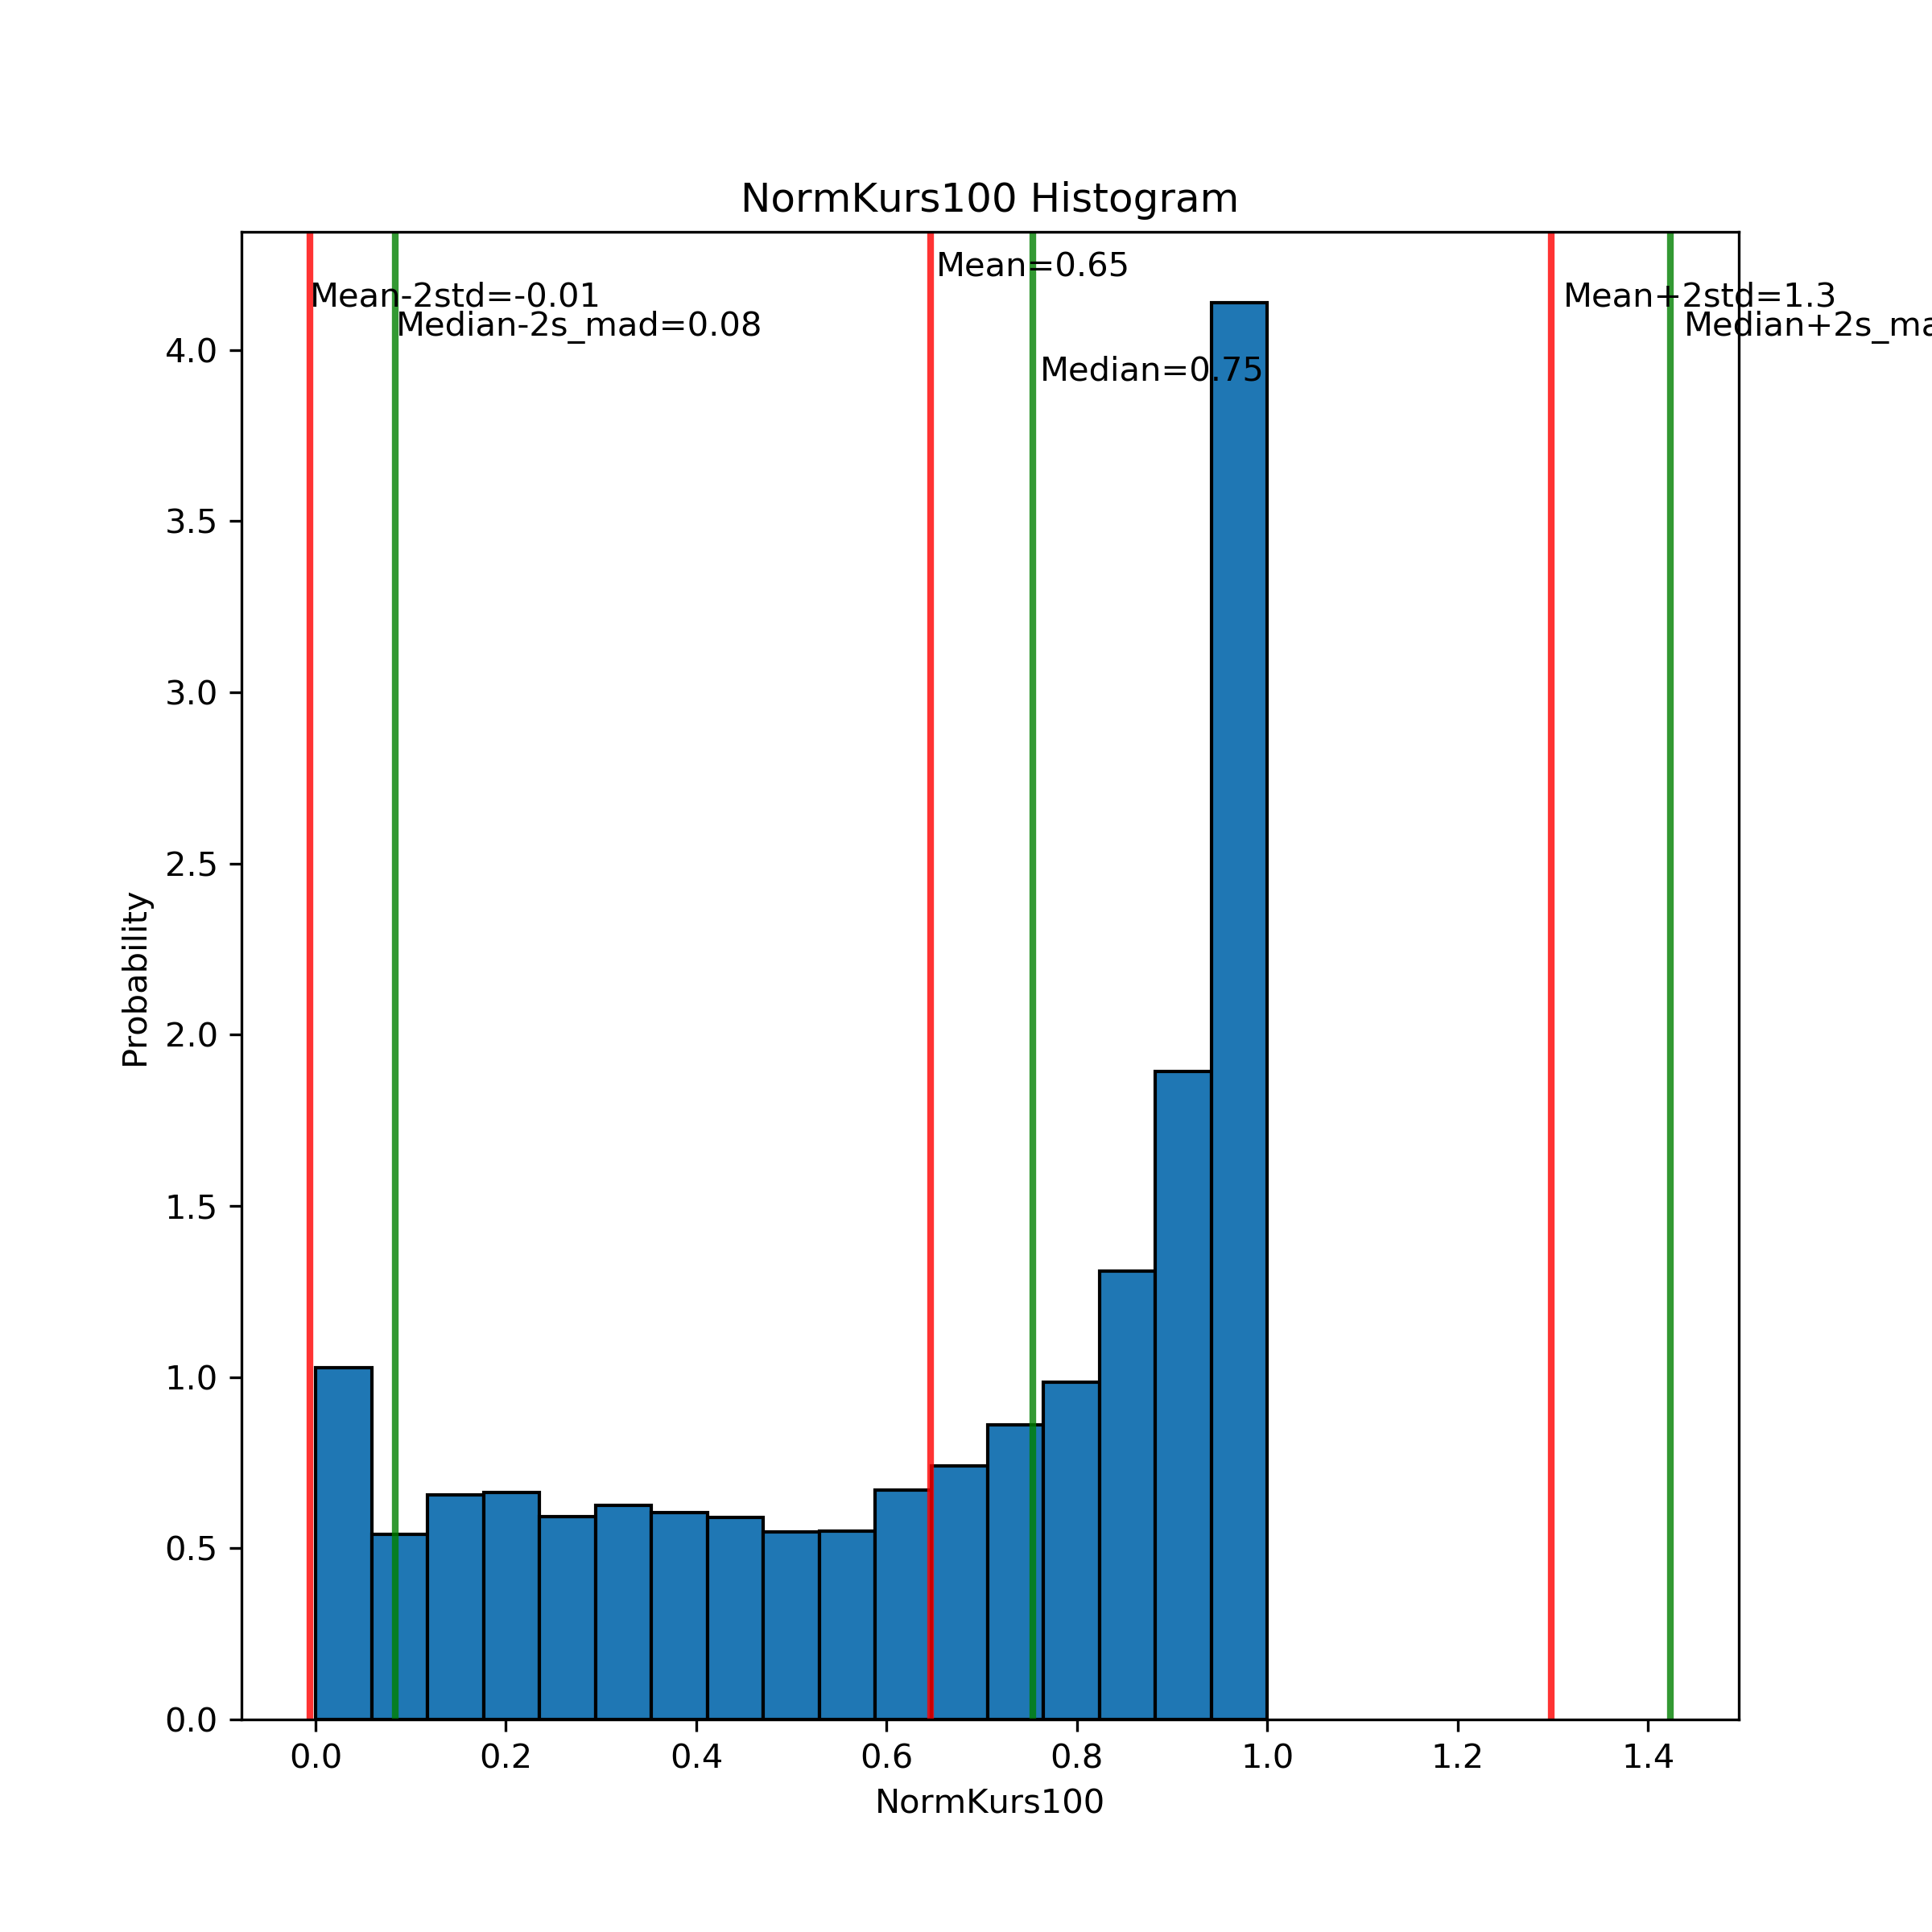 NormKurs100 Histogram
Mean=0.65
Mean-2std=-0.01
Mean+2std=1.3
Median-2s_mad=0.08
Median+2s_ma
Median=0.75
4.0
3.5
3.0
2.5
2.0
1.5
1.0
0.5
0.0
Probability
0.0 0.2 0.4 0.6 0.8 1.0 1.2 1.4
NormKurs100